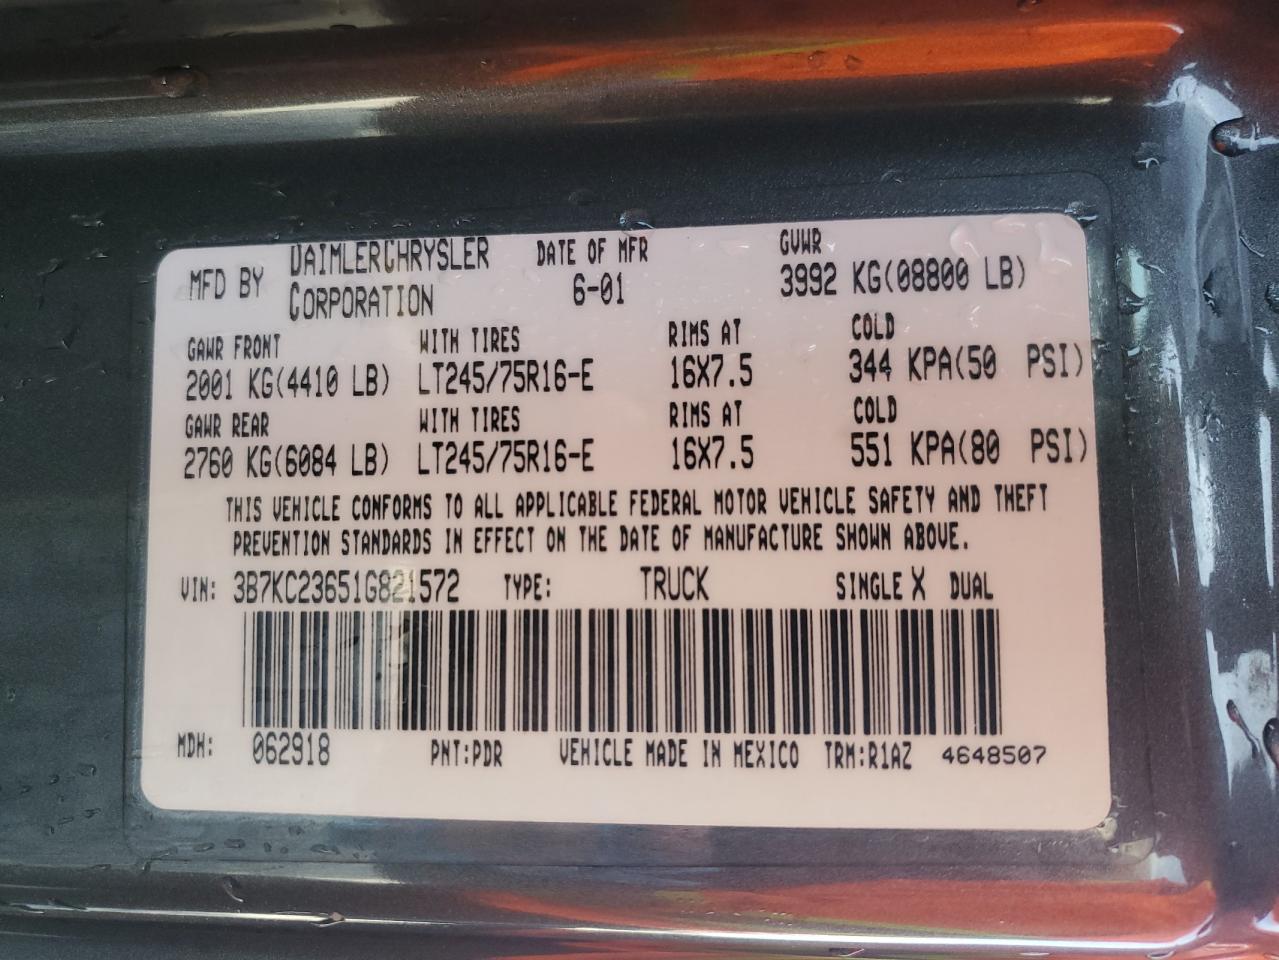 MFD BY DAIMLERCHRYSLER CORPORATION DATE OF MFR 6-01 GVWR 3992 KG(08800 LB)
GAWR FRONT WITH TIRES RIMS AT COLD
2001 KG(4410 LB) LT245/75R16-E 16X7.5 344 KPA(50 PSI)
GAWR REAR WITH TIRES RIMS AT COLD
2760 KG(6084 LB) LT245/75R16-E 16X7.5 551 KPA(80 PSI)
THIS VEHICLE CONFORMS TO ALL APPLICABLE FEDERAL MOTOR VEHICLE SAFETY AND THEFT
PREVENTION STANDARDS IN EFFECT ON THE DATE OF MANUFACTURE SHOWN ABOVE.
VIN: 3B7KC23651G821572 TYPE: TRUCK SINGLE X DUAL
MDH: 062918 PNT:PDR VEHICLE MADE IN MEXICO TRM:R1AZ 4648507